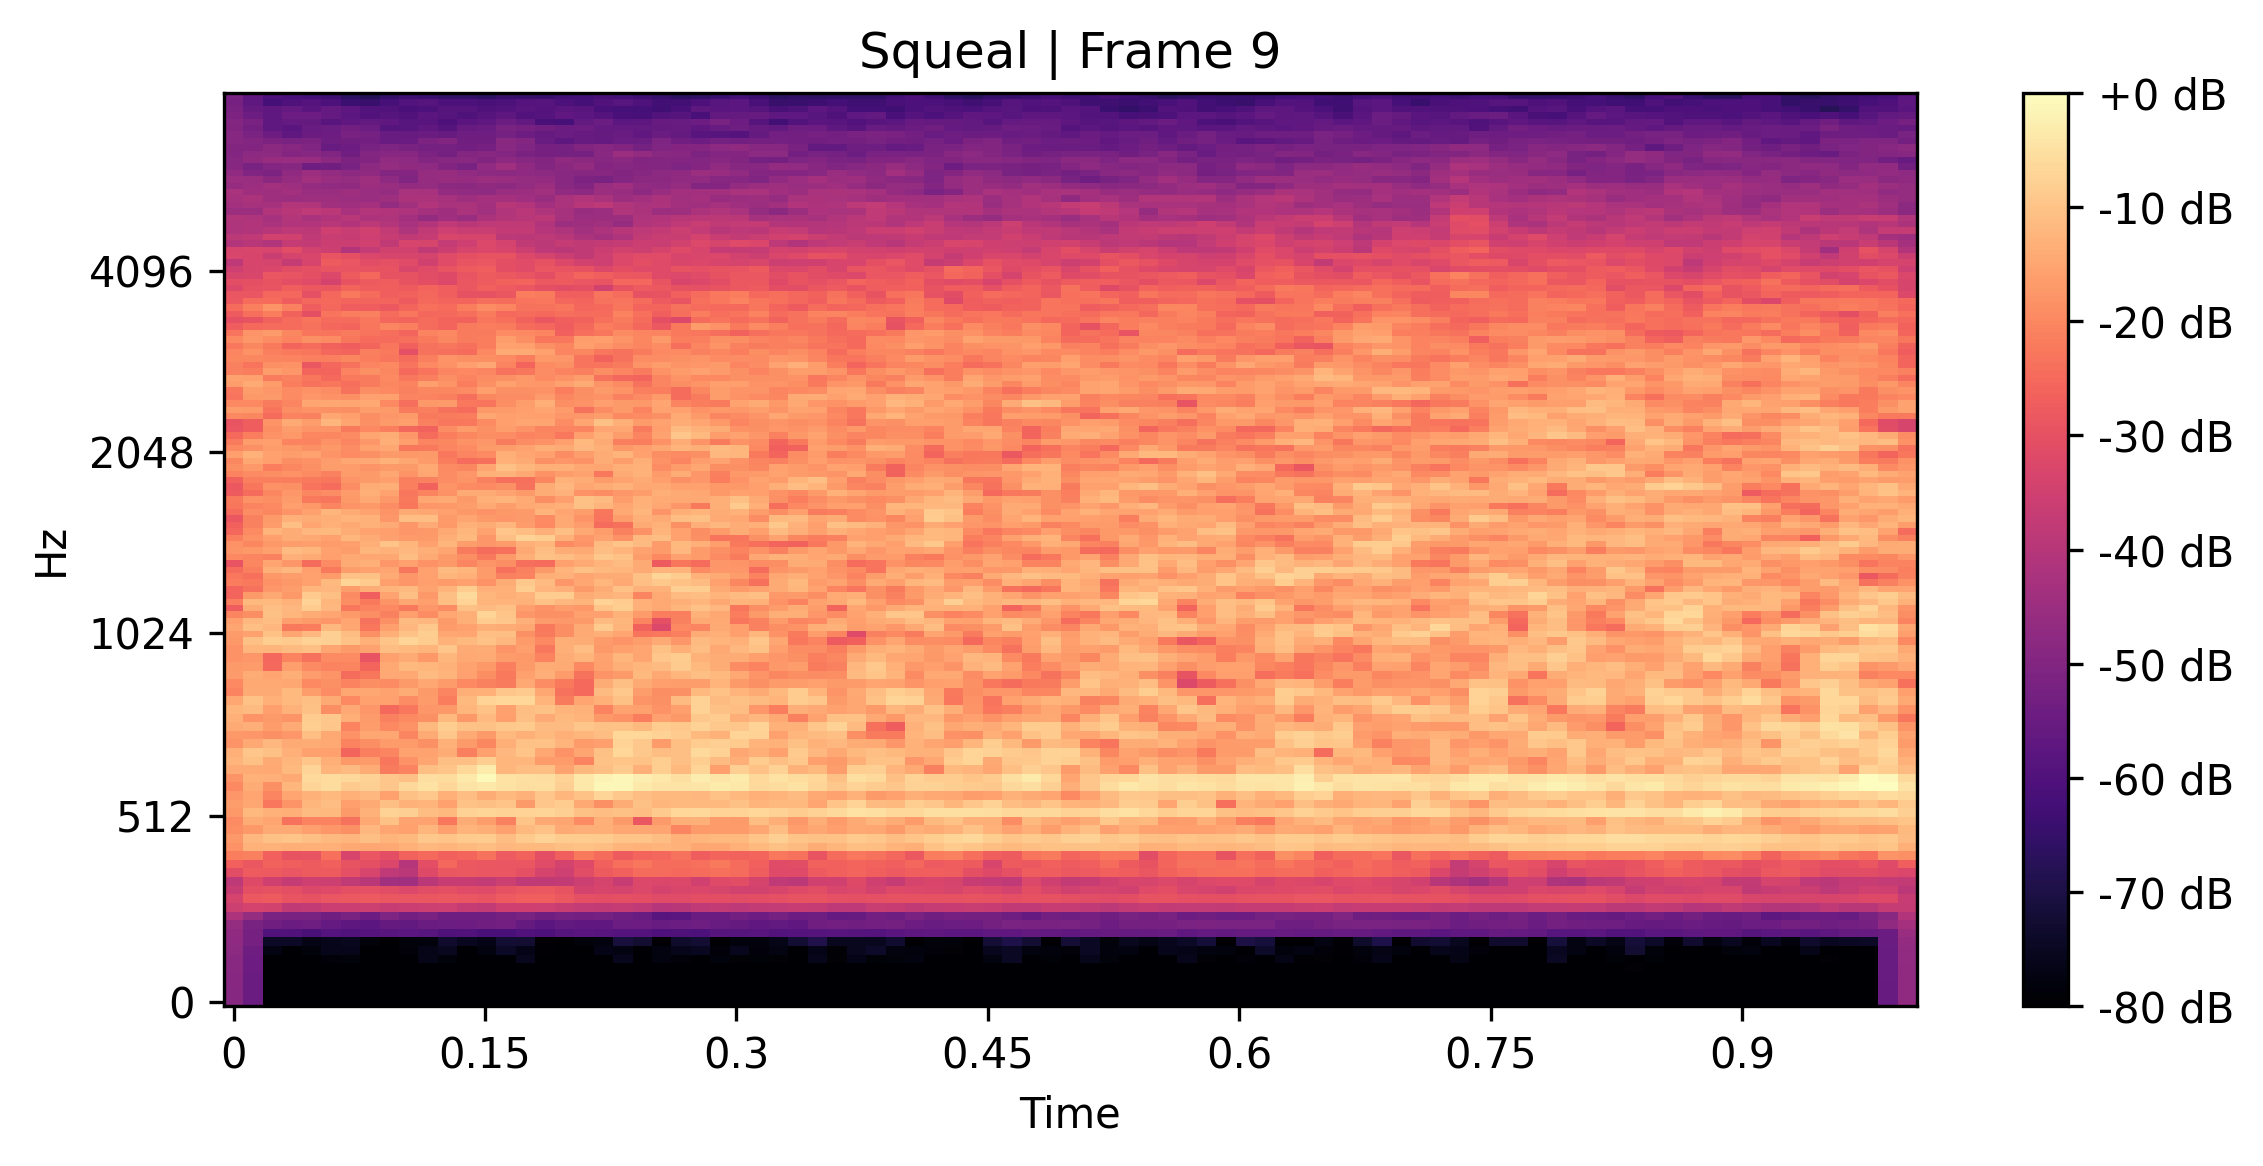 Squeal | Frame 9
Hz
4096
2048
1024
512
0
0 0.15 0.3 0.45 0.6 0.75 0.9
Time
+0 dB
-10 dB
-20 dB
-30 dB
-40 dB
-50 dB
-60 dB
-70 dB
-80 dB